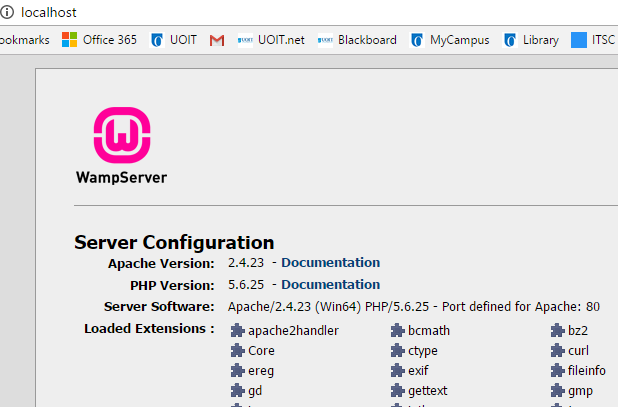 localhost
ookmarks Office 365 UOIT UOIT UOIT.net UOIT Blackboard MyCampus Library ITSC
W
WampServer
Server Configuration
Apache Version: 2.4.23 - Documentation
PHP Version: 5.6.25 - Documentation
Server Software: Apache/2.4.23 (Win64) PHP/5.6.25 - Port defined for Apache: 80
Loaded Extensions : apache2handler bcmath bz2
Core ctype curl
ereg exif fileinfo
gd gettext gmp